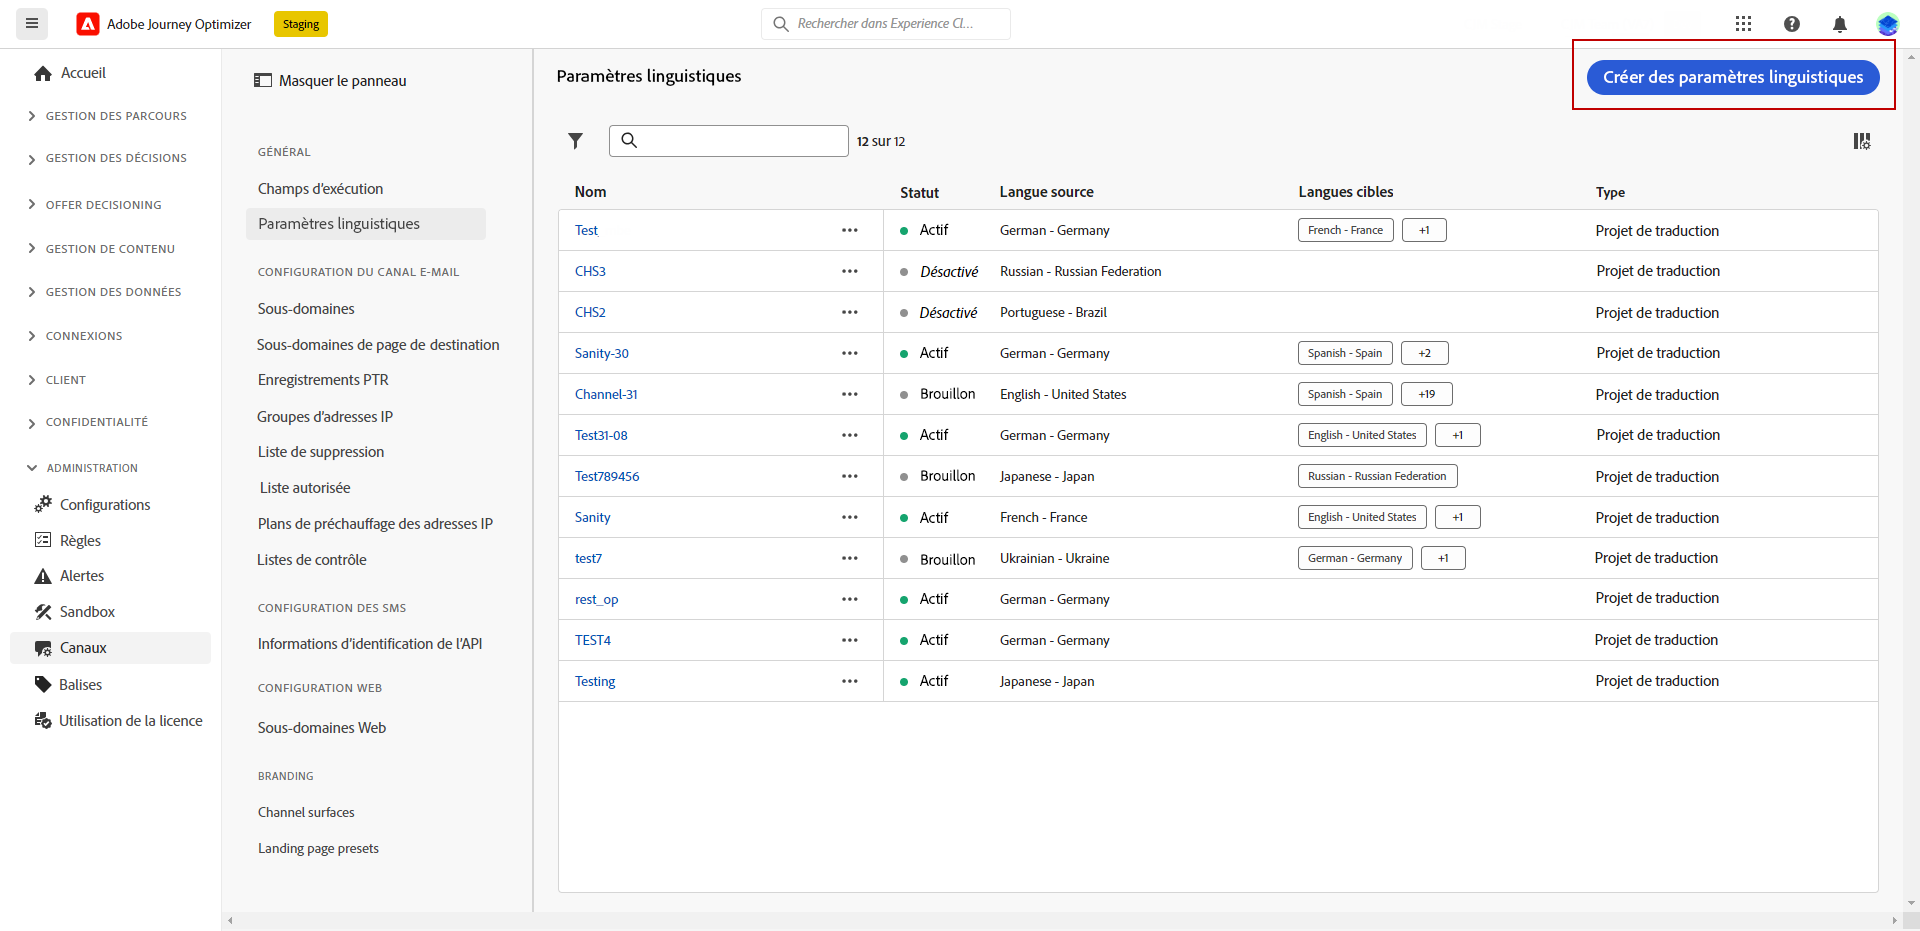 Adobe Journey Optimizer
Staging
Rechercher dans Experience Cl...
Accueil
GESTION DES PARCOURS
GESTION DES DÉCISIONS
OFFER DECISIONING
GESTION DE CONTENU
GESTION DES DONNÉES
CONNEXIONS
CLIENT
CONFIDENTIALITÉ
ADMINISTRATION
Configurations
Règles
Alertes
Sandbox
Canaux
Balises
Utilisation de la licence
Masquer le panneau
GÉNÉRAL
Champs d’exécution
Paramètres linguistiques
CONFIGURATION DU CANAL E-MAIL
Sous-domaines
Sous-domaines de page de destination
Enregistrements PTR
Groupes d’adresses IP
Liste de suppression
Liste autorisée
Plans de préchauffage des adresses IP
Listes de contrôle
CONFIGURATION DES SMS
Informations d’identification de l’API
CONFIGURATION WEB
Sous-domaines Web
BRANDING
Channel surfaces
Landing page presets
Paramètres linguistiques
Créer des paramètres linguistiques
12 sur 12
Nom Statut Langue source Langues cibles Type
Test Actif German - Germany French - France +1 Projet de traduction
CHS3 Désactivé Russian - Russian Federation Projet de traduction
CHS2 Désactivé Portuguese - Brazil Projet de traduction
Sanity-30 Actif German - Germany Spanish - Spain +2 Projet de traduction
Channel-31 Brouillon English - United States Spanish - Spain +19 Projet de traduction
Test31-08 Actif German - Germany English - United States +1 Projet de traduction
Test789456 Brouillon Japanese - Japan Russian - Russian Federation Projet de traduction
Sanity Actif French - France English - United States +1 Projet de traduction
test7 Brouillon Ukrainian - Ukraine German - Germany +1 Projet de traduction
rest_op Actif German - Germany Projet de traduction
TEST4 Actif German - Germany Projet de traduction
Testing Actif Japanese - Japan Projet de traduction